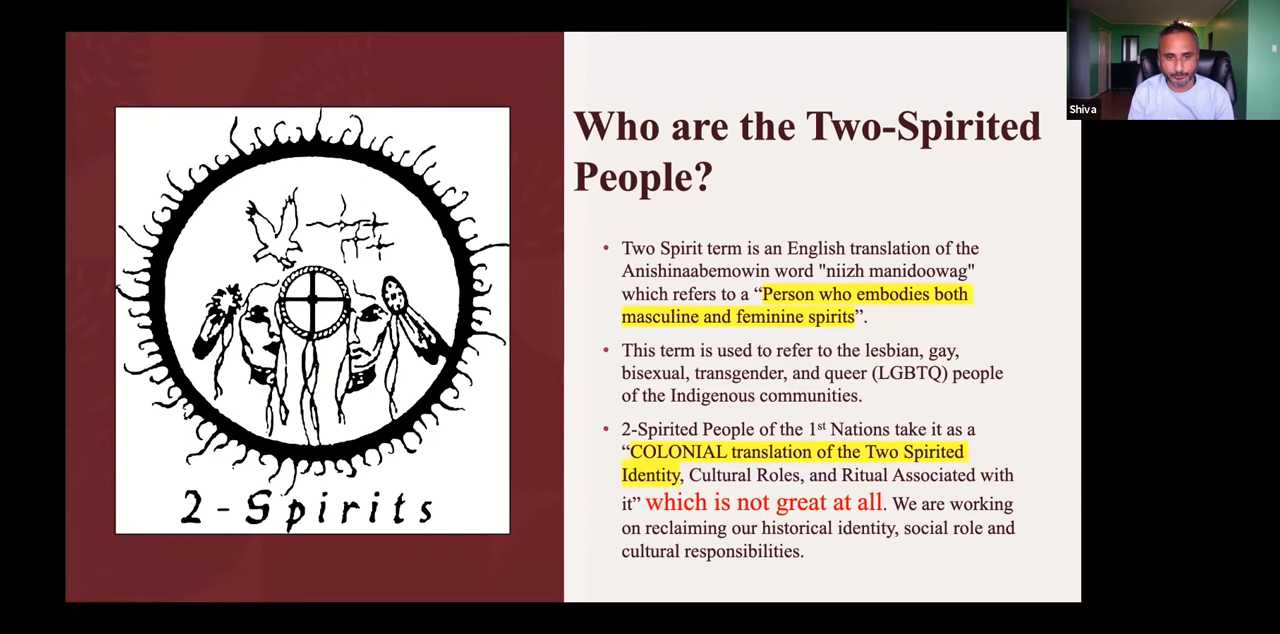 Shiva
Who are the Two-Spirited
People?
• Two Spirit term is an English translation of the
Anishinaabemowin word "niizh manidoowag"
which refers to a “Person who embodies both
masculine and feminine spirits”.
• This term is used to refer to the lesbian, gay,
bisexual, transgender, and queer (LGBTQ) people
of the Indigenous communities.
• 2-Spirited People of the 1st Nations take it as a
“COLONIAL translation of the Two Spirited
Identity, Cultural Roles, and Ritual Associated with
it” which is not great at all. We are working
on reclaiming our historical identity, social role and
cultural responsibilities.
2-Spirits